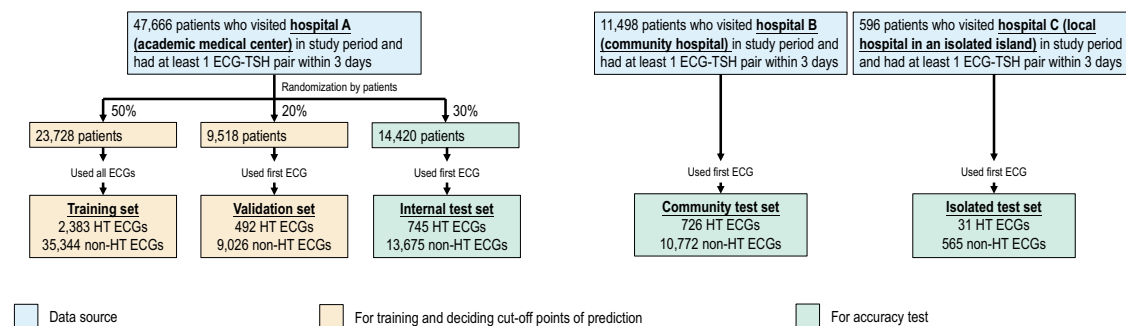 47,666 patients who visited hospital A
(academic medical center) in study period and
had at least 1 ECG-TSH pair within 3 days
11,498 patients who visited hospital B
(community hospital) in study period and
had at least 1 ECG-TSH pair within 3 days
596 patients who visited hospital C (local
hospital in an isolated island) in study period
and had at least 1 ECG-TSH pair within 3 days
Randomization by patients
50%
20%
30%
23,728 patients
9,518 patients
14,420 patients
Used all ECGs
Used first ECG
Used first ECG
Used first ECG
Used first ECG
Training set
2,383 HT ECGs
35,344 non-HT ECGs
Validation set
492 HT ECGs
9,026 non-HT ECGs
Internal test set
745 HT ECGs
13,675 non-HT ECGs
Community test set
726 HT ECGs
10,772 non-HT ECGs
Isolated test set
31 HT ECGs
565 non-HT ECGs
Data source
For training and deciding cut-off points of prediction
For accuracy test